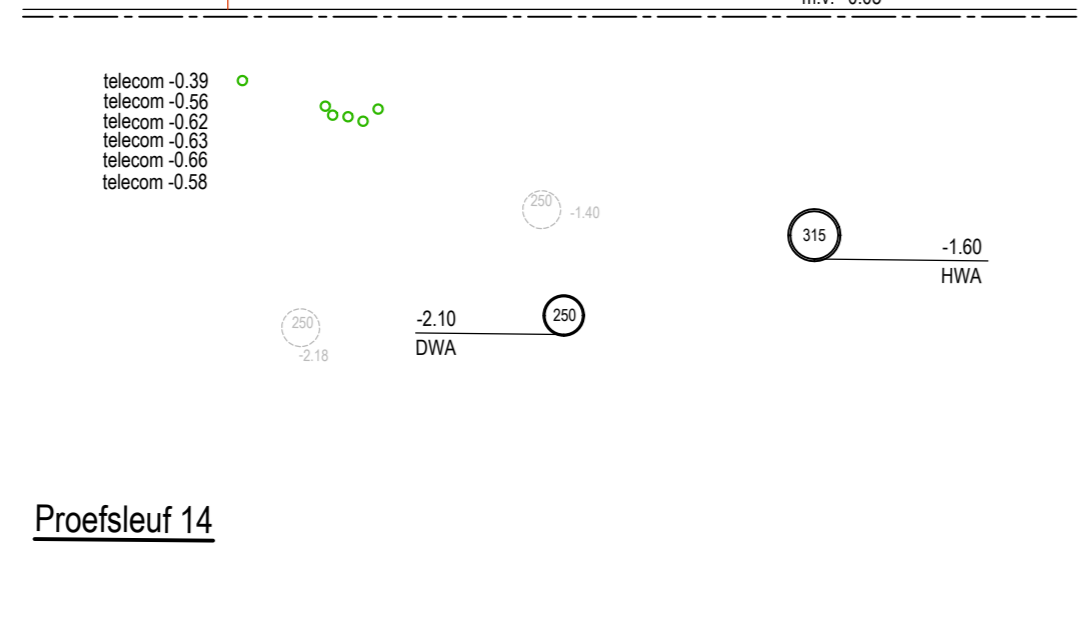 telecom -0.39
telecom -0.56
telecom -0.62
telecom -0.63
telecom -0.66
telecom -0.58
250
-1.40
315
-1.60
HWA
250
-2.18
-2.10
DWA
250
Proefsleuf 14